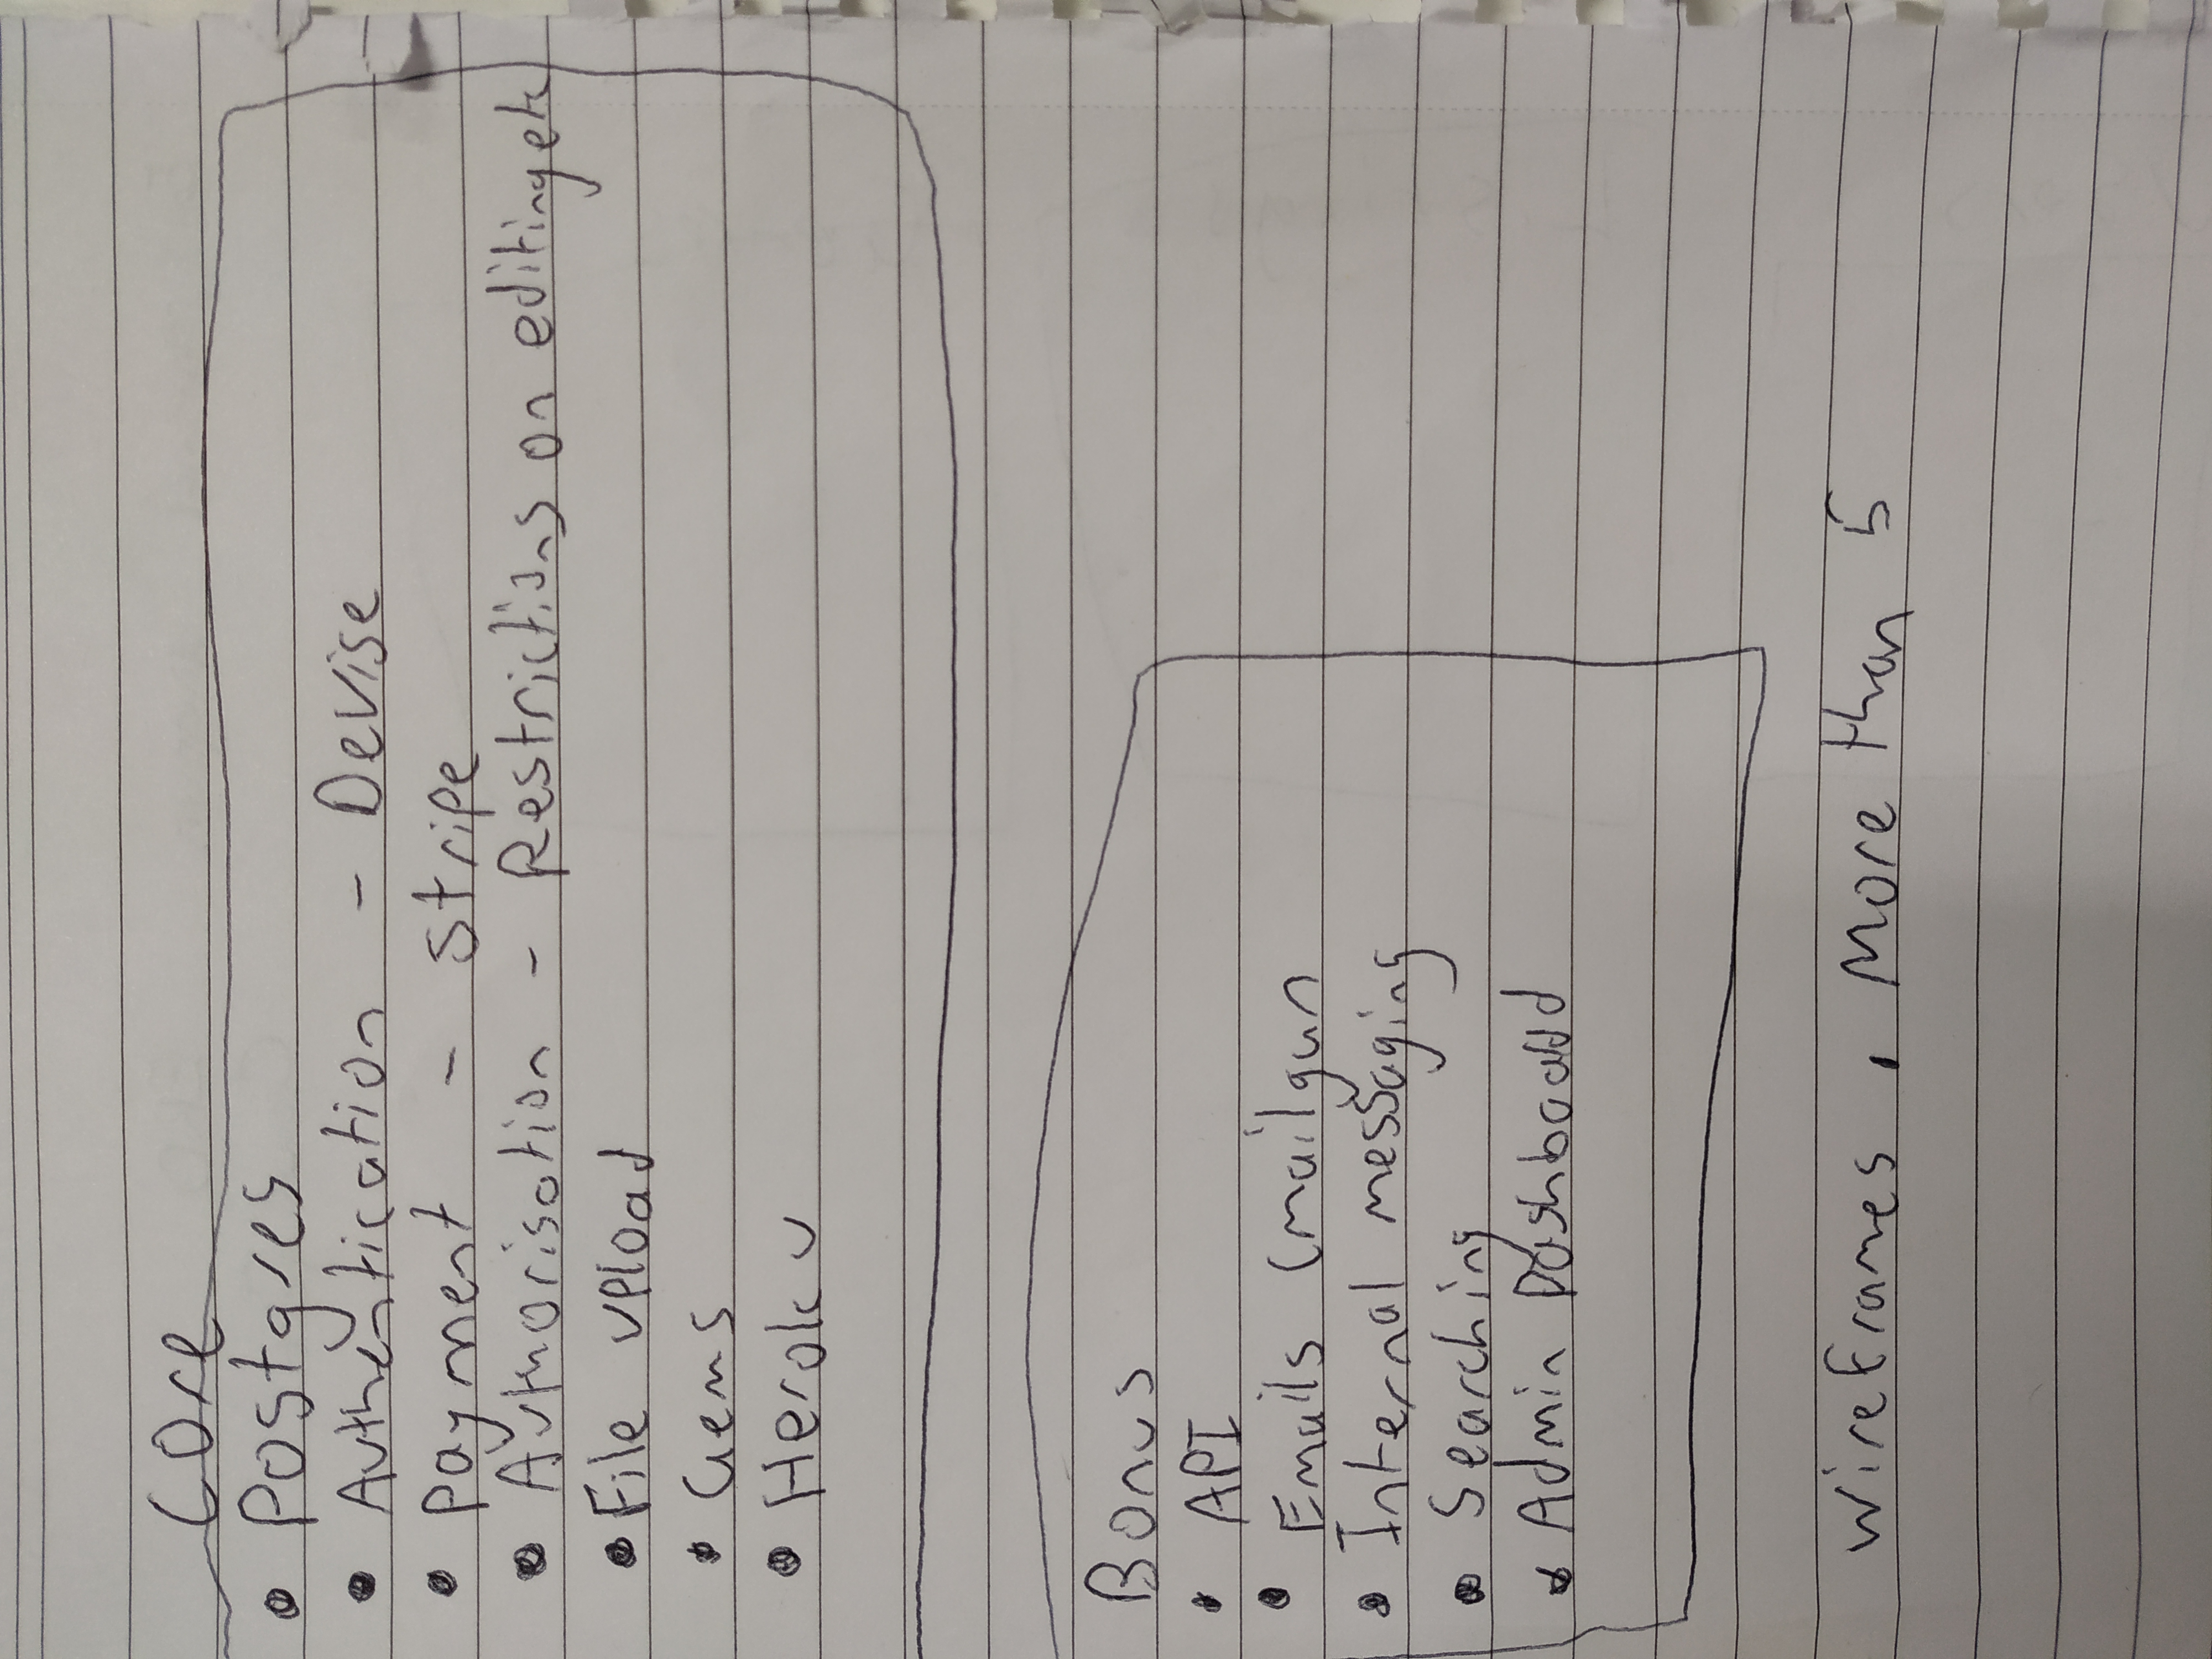 Core
• Postgres
• Authentication - Devise
• Payment - Stripe
• Authorisation - Restrictions on editing etc
• File upload
• Gems
• Heroku
Bonus
• API
• Emails (mailgun
• Internal messaging
• Searching
• Admin Dashboard
Wireframes, More than 5